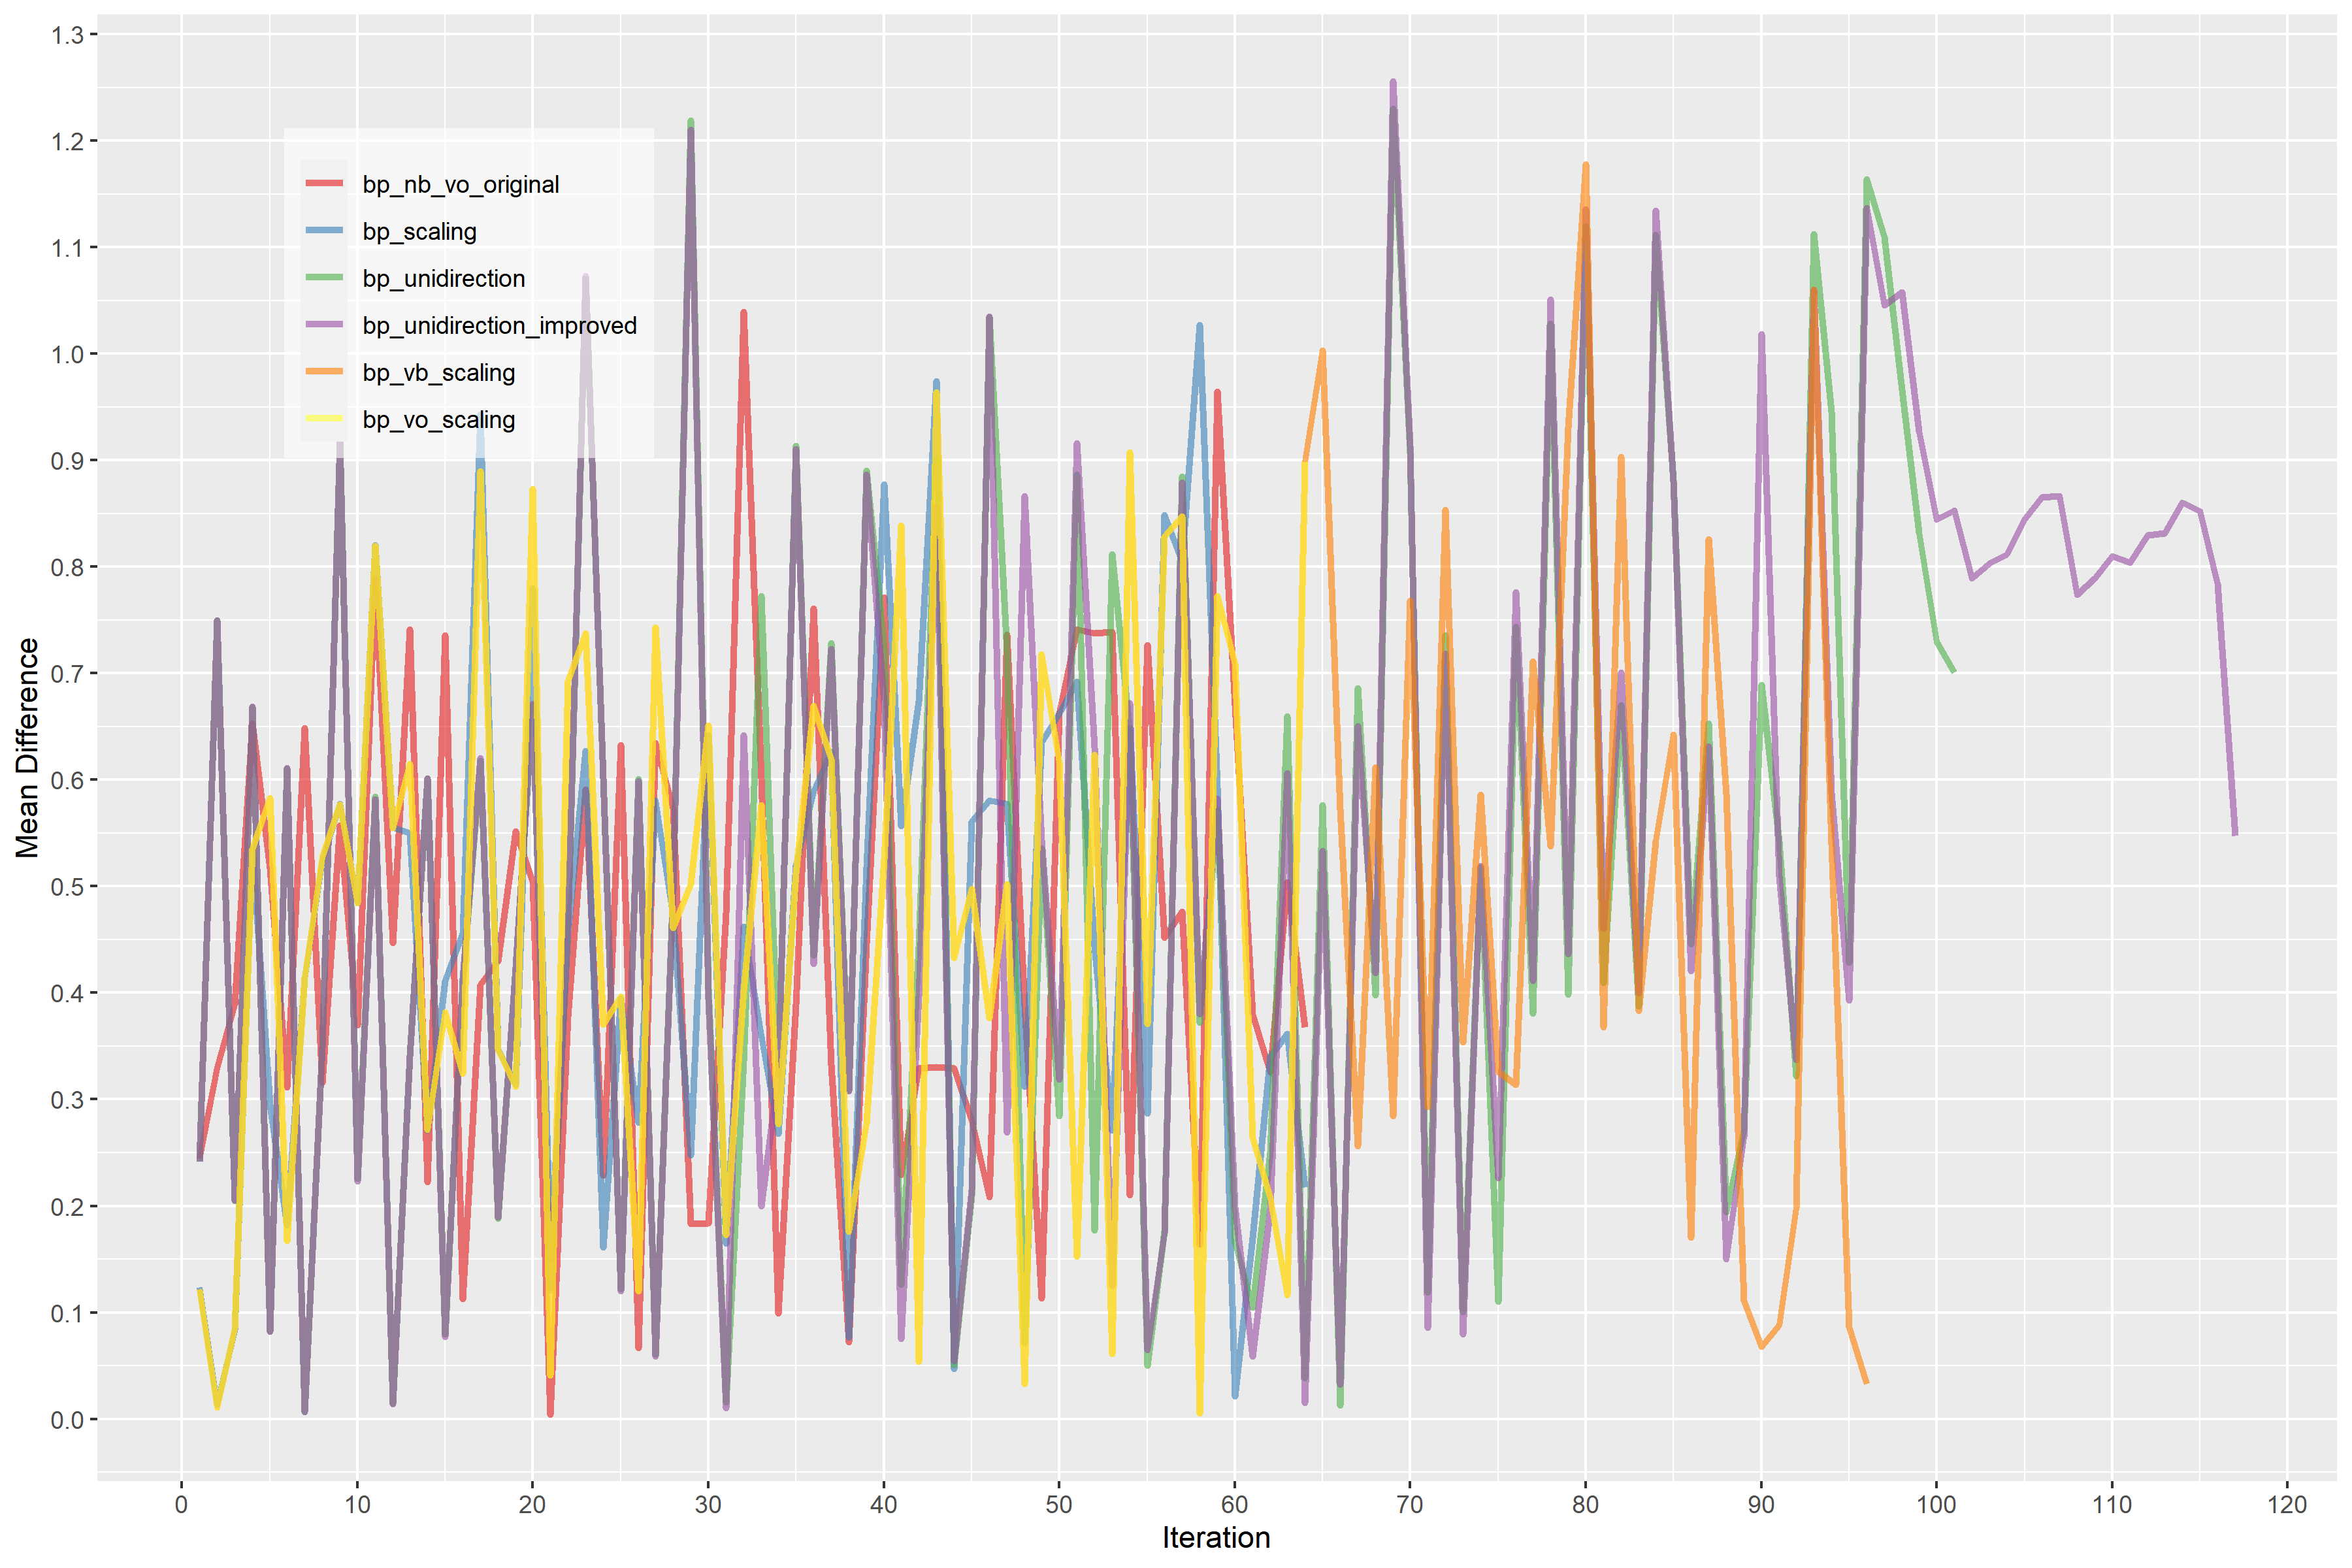 1.3
1.2
1.1
1.0
0.9
0.8
0.7
0.6
0.5
0.4
0.3
0.2
0.1
0.0
Mean Difference
bp_nb_vo_original
bp_scaling
bp_unidirection
bp_unidirection_improved
bp_vb_scaling
bp_vo_scaling
0 10 20 30 40 50 60 70 80 90 100 110 120
Iteration